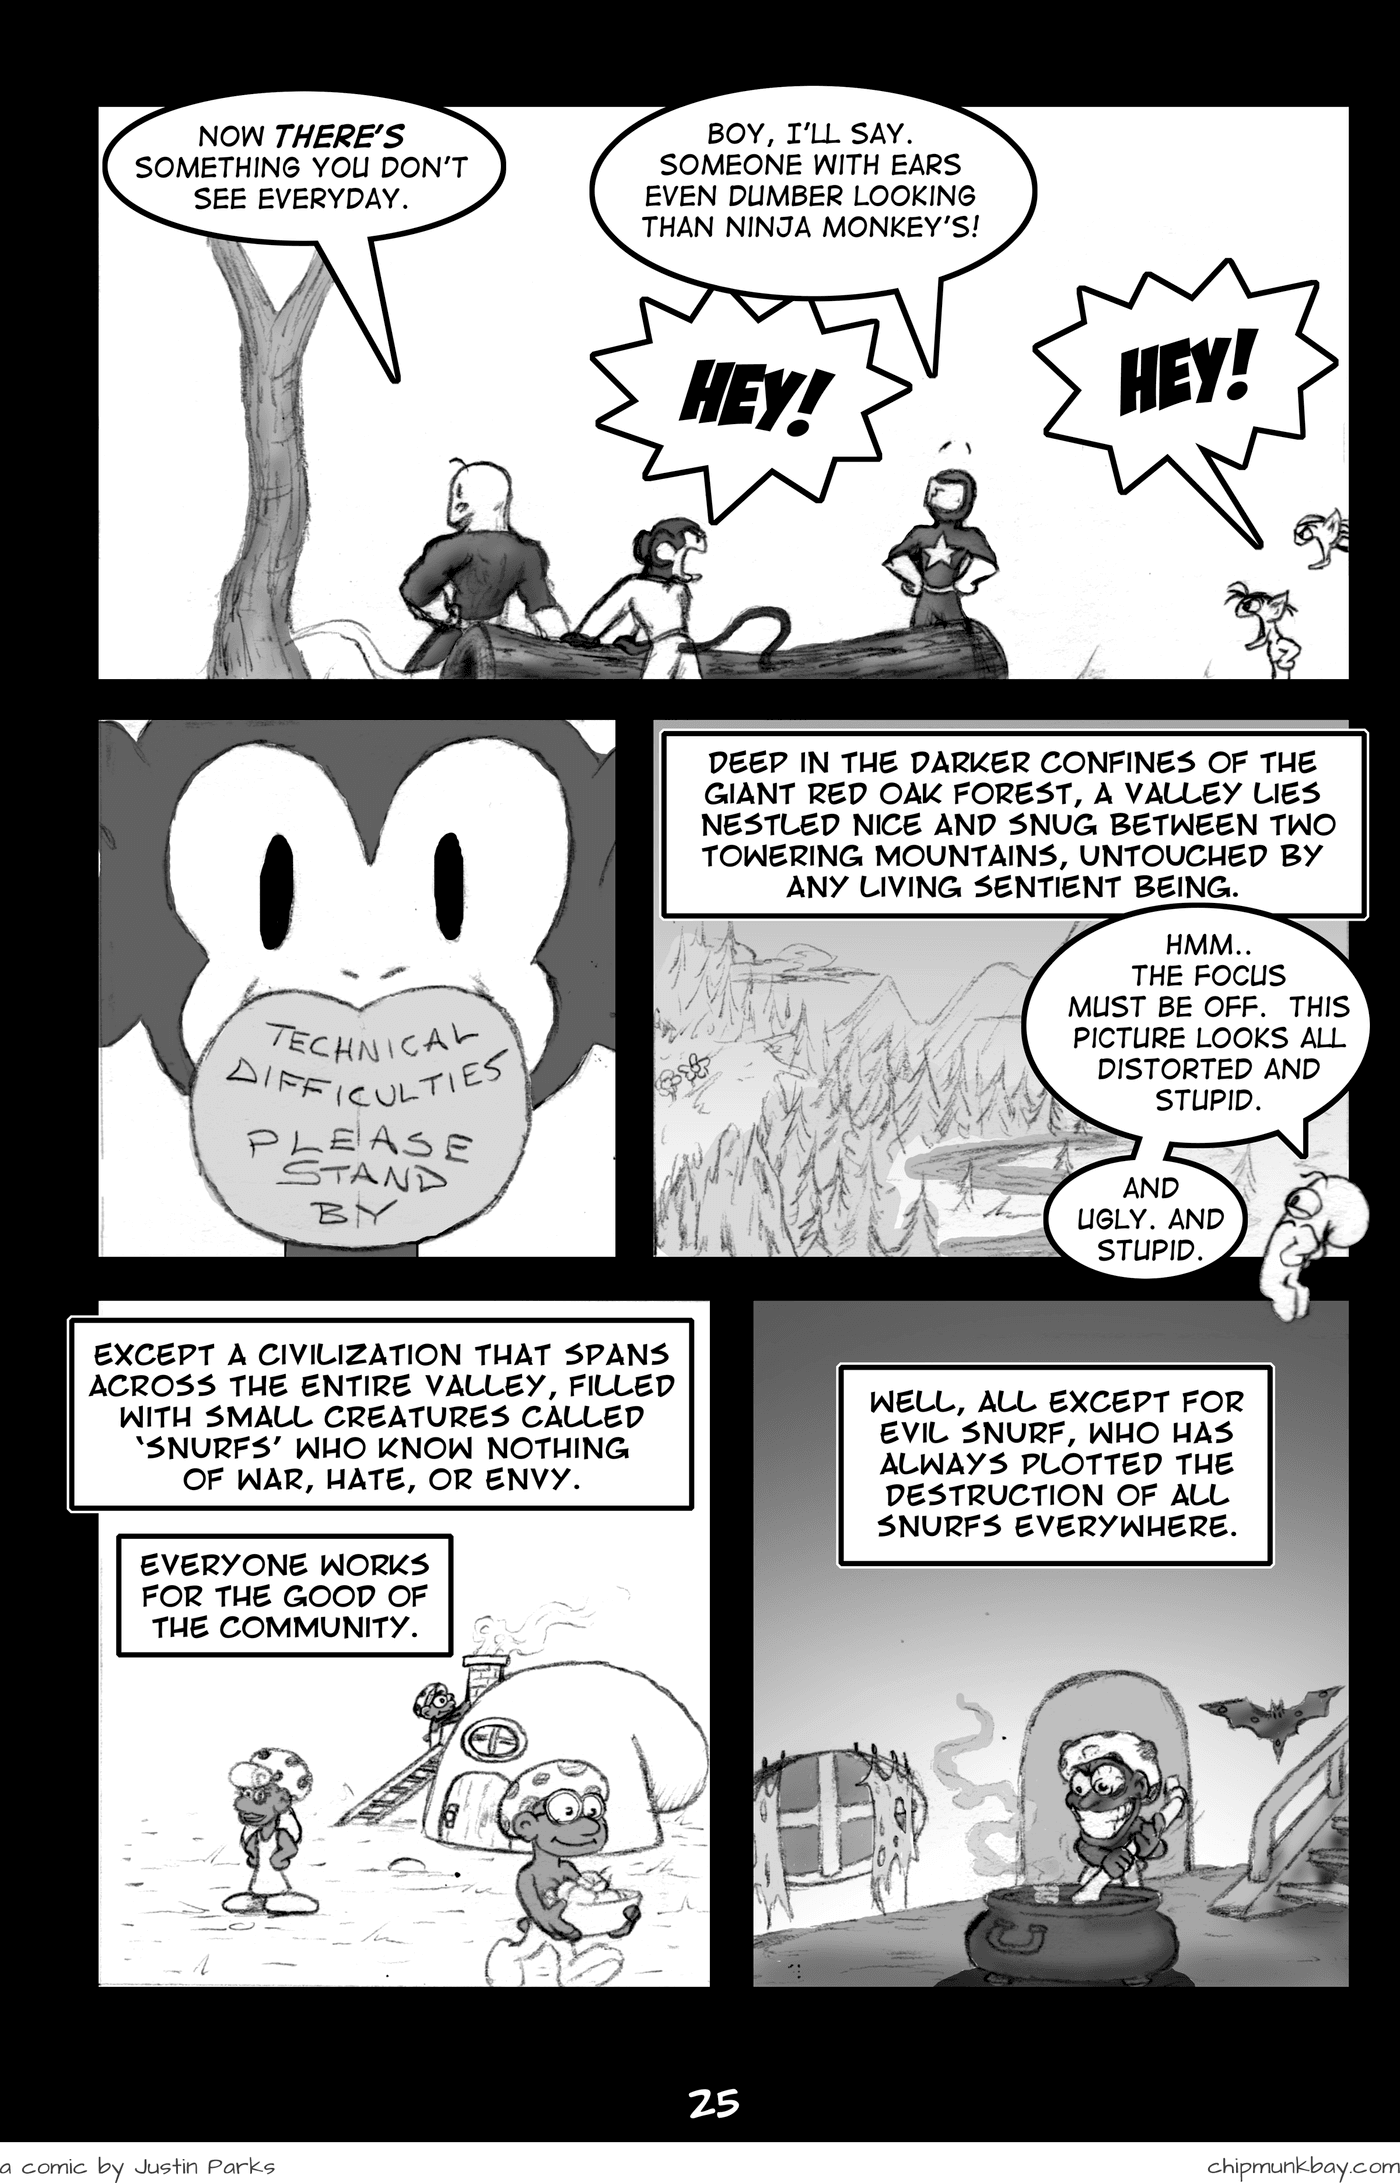 NOW THERE'S
SOMETHING YOU DON'T
SEE EVERYDAY.
BOY, I'LL SAY.
SOMEONE WITH EARS
EVEN DUMBER LOOKING
THAN NINJA MONKEY'S!
HEY!
HEY!
TECHNICAL
DIFFICULTIES
PLEASE
STAND
BY
DEEP IN THE DARKER CONFINES OF THE
GIANT RED OAK FOREST, A VALLEY LIES
NESTLED NICE AND SNUG BETWEEN TWO
TOWERING MOUNTAINS, UNTOUCHED BY
ANY LIVING SENTIENT BEING.
HMM..
THE FOCUS
MUST BE OFF. THIS
PICTURE LOOKS ALL
DISTORTED AND
STUPID.
AND
UGLY. AND
STUPID.
EXCEPT A CIVILIZATION THAT SPANS
ACROSS THE ENTIRE VALLEY, FILLED
WITH SMALL CREATURES CALLED
'SNURFS' WHO KNOW NOTHING
OF WAR, HATE, OR ENVY.
EVERYONE WORKS
FOR THE GOOD OF
THE COMMUNITY.
WELL, ALL EXCEPT FOR
EVIL SNURF, WHO HAS
ALWAYS PLOTTED THE
DESTRUCTION OF ALL
SNURFS EVERYWHERE.
25
a comic by Justin Parks
chipmunkbay.com